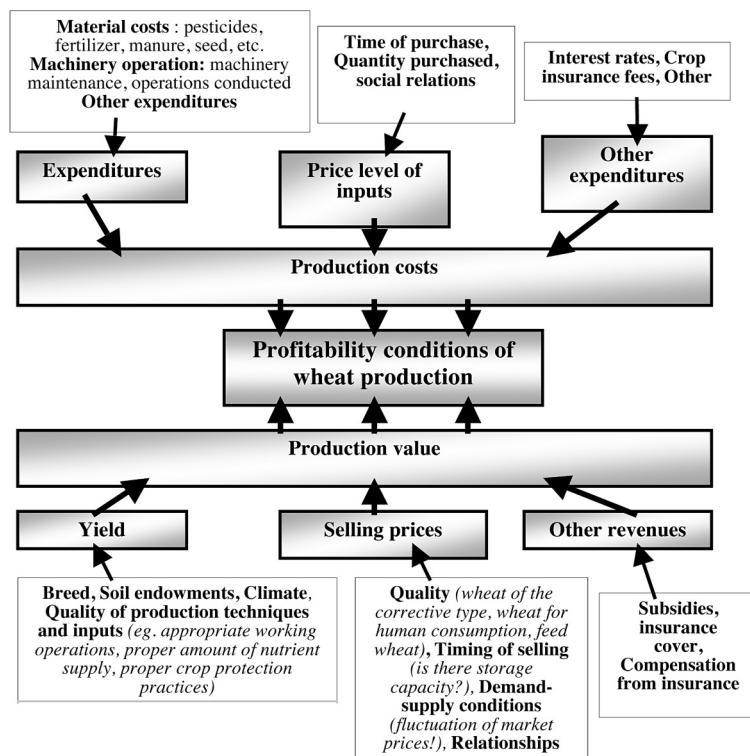 Material costs : pesticides,
fertilizer, manure, seed, etc.
Machinery operation: machinery
maintenance, operations conducted
Other expenditures
Time of purchase,
Quantity purchased,
social relations
Interest rates, Crop
insurance fees, Other
Expenditures
Price level of
inputs
Other
expenditures
Production costs
Profitability conditions of
wheat production
Production value
Yield
Selling prices
Other revenues
Breed, Soil endowments, Climate,
Quality of production techniques
and inputs (eg. appropriate working
operations, proper amount of nutrient
supply, proper crop protection
practices)
Quality (wheat of the
corrective type, wheat for
human consumption, feed
wheat), Timing of selling
(is there storage
capacity?), Demand-
supply conditions
(fluctuation of market
prices!), Relationships
Subsidies,
insurance
cover,
Compensation
from insurance